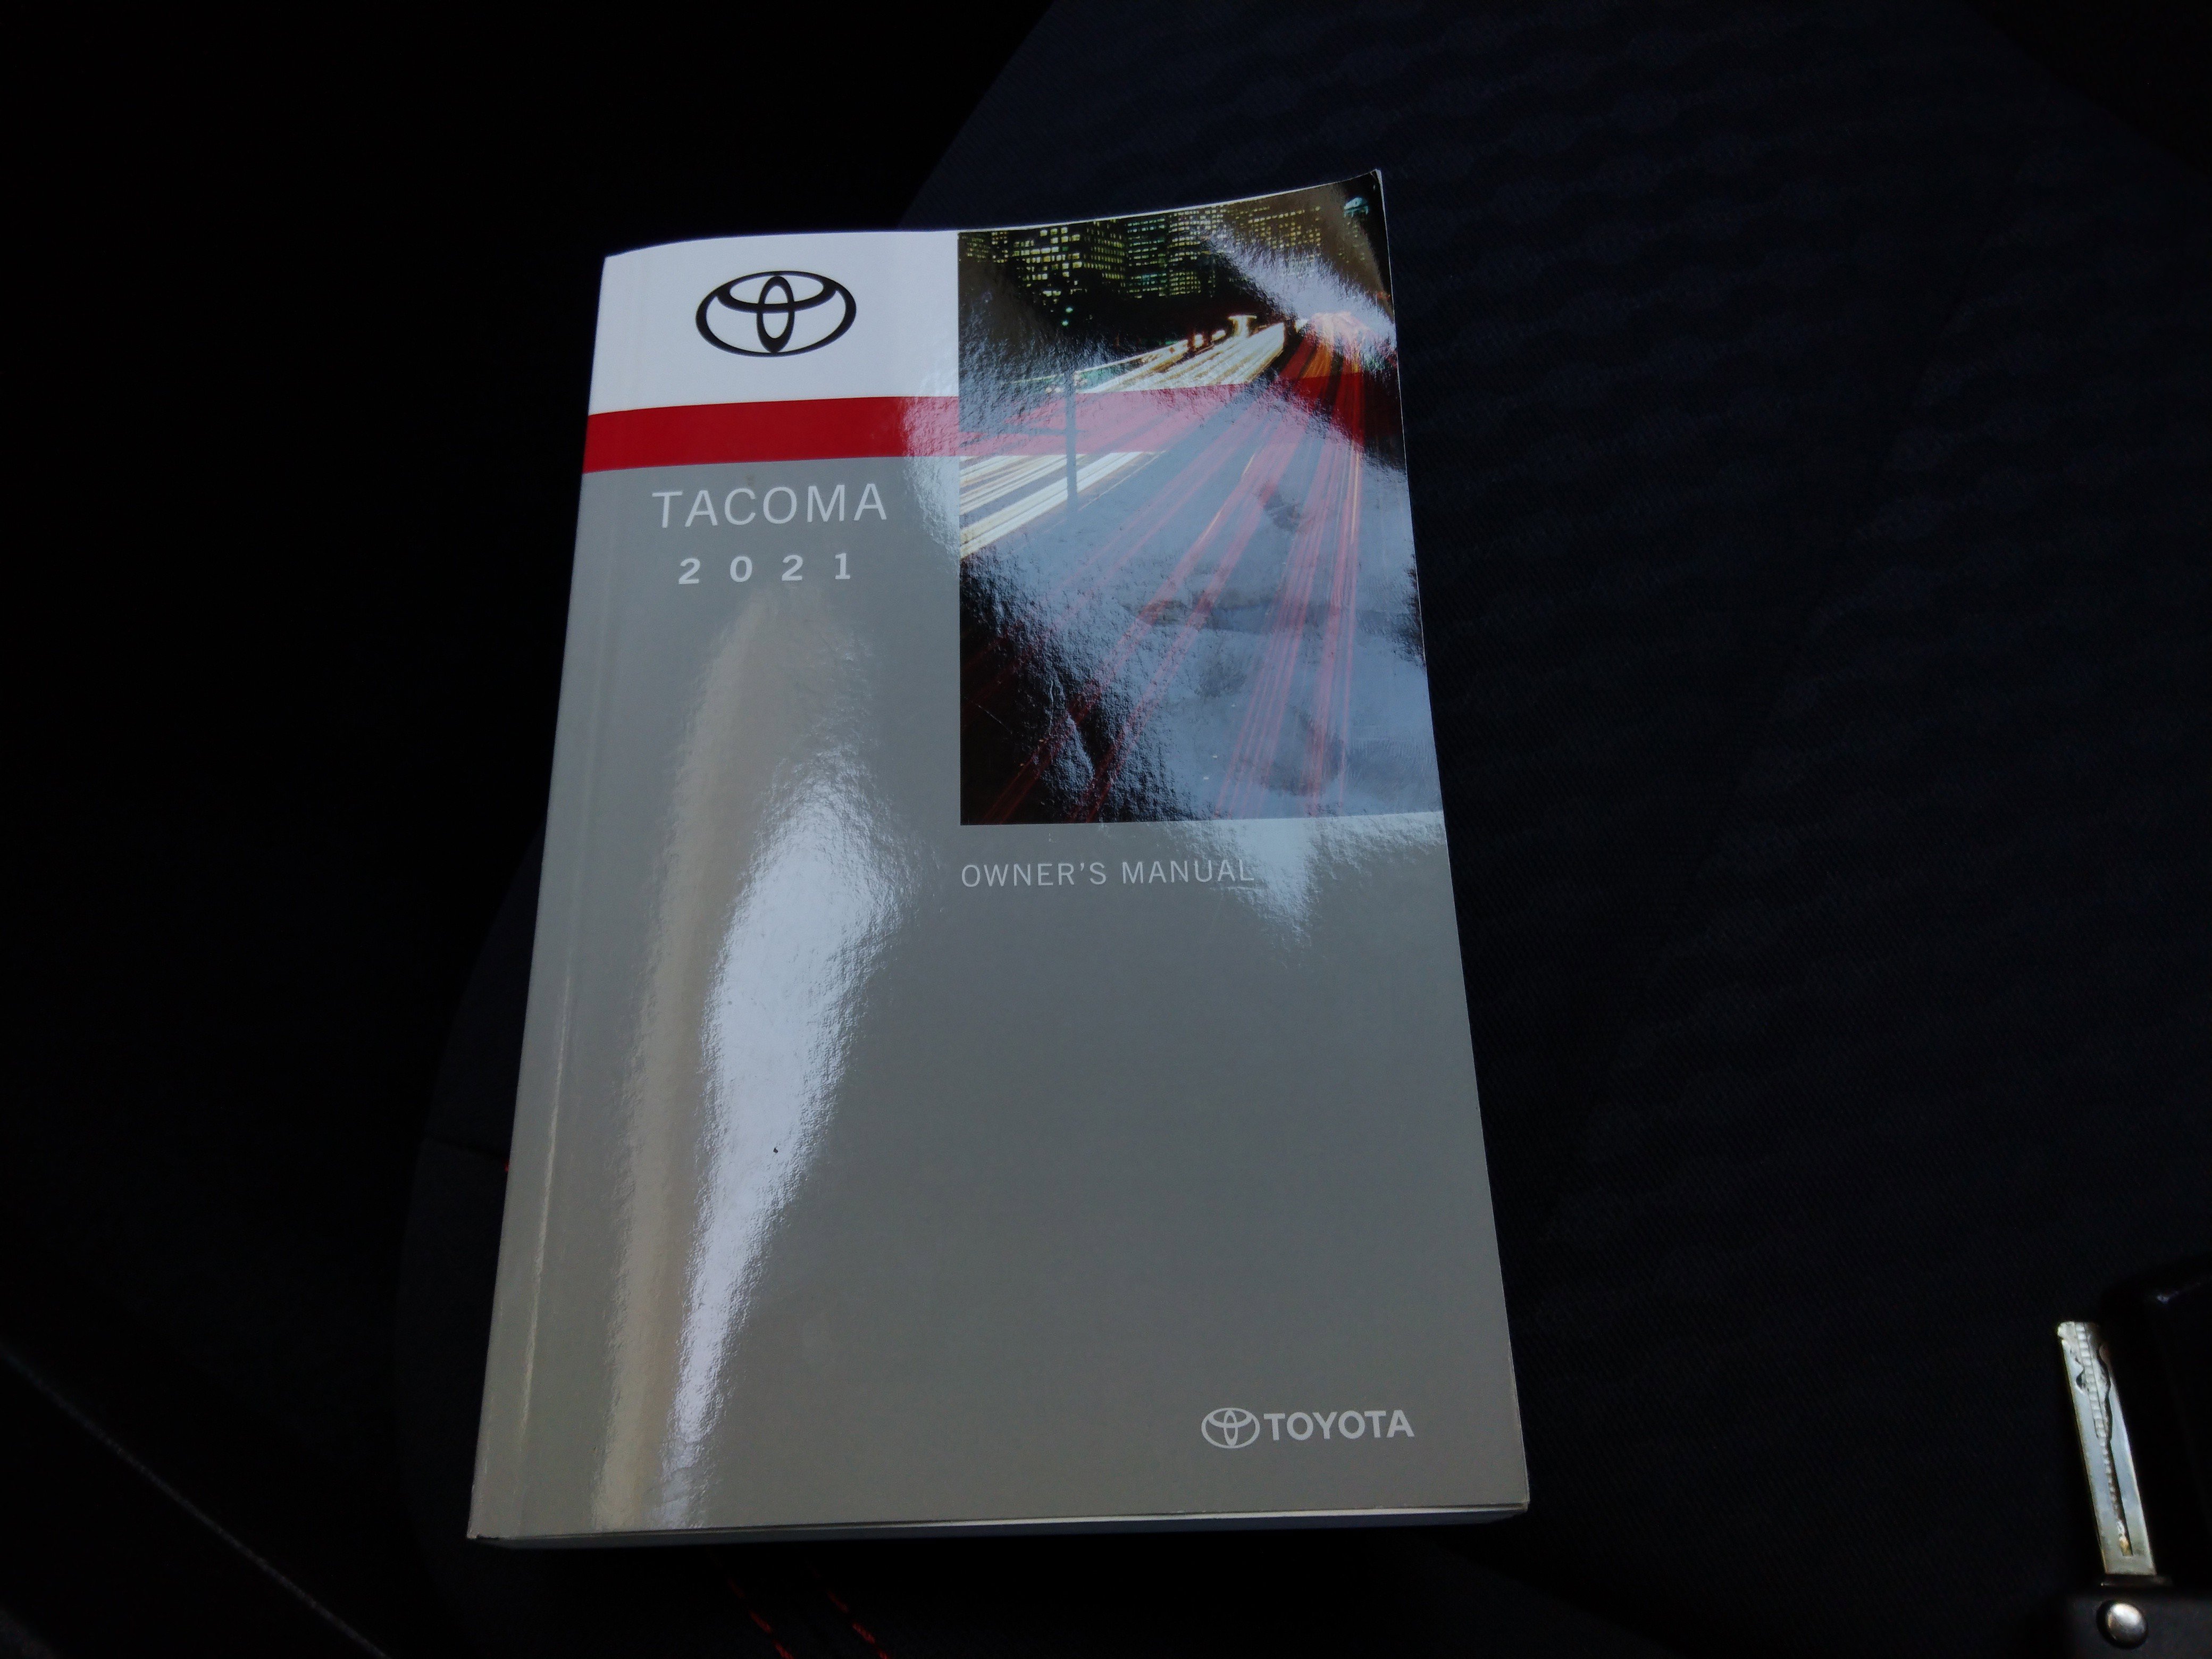 TACOMA
2021
OWNER'S MANUAL
TOYOTA